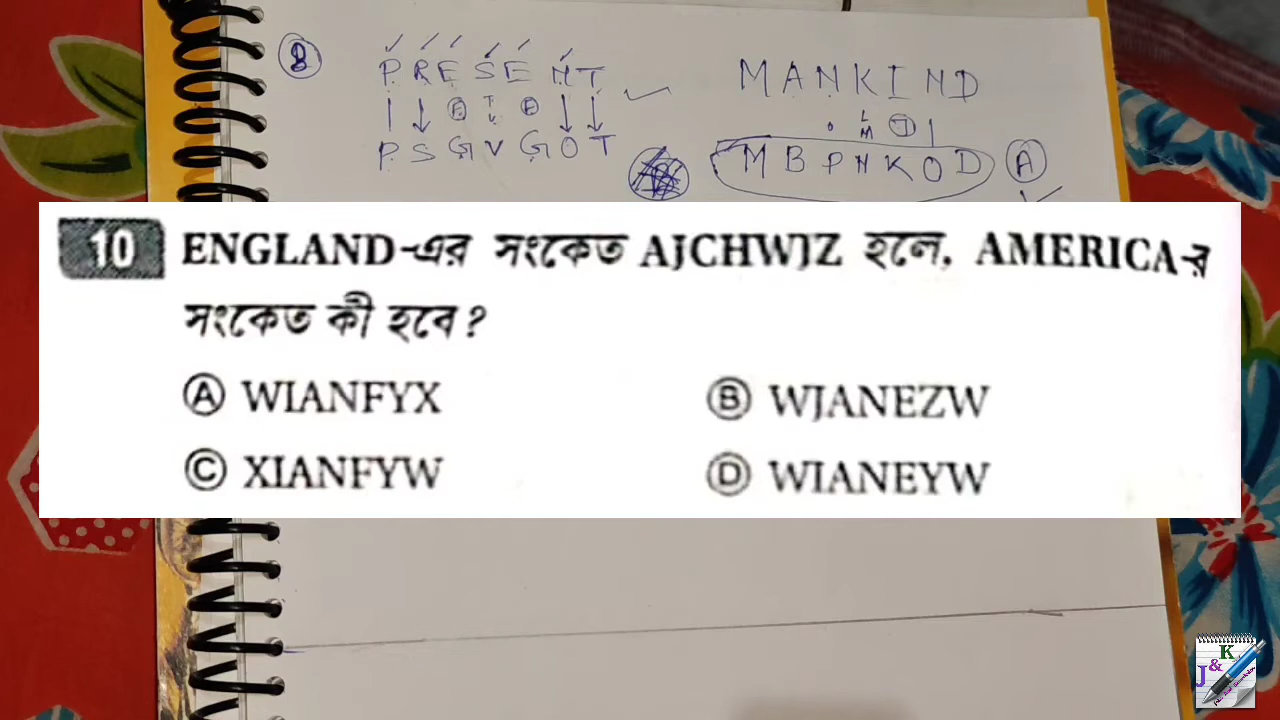 8 PRESENT MANKIND
PSGVGOT MBPNKOD A
10 ENGLAND-এর সংকেত AJCHWJZ হলে, AMERICA-র
সংকেত কী হবে?
A WIANFYX B WJANEZW
C XIANFYW D WIANEYW
J&K